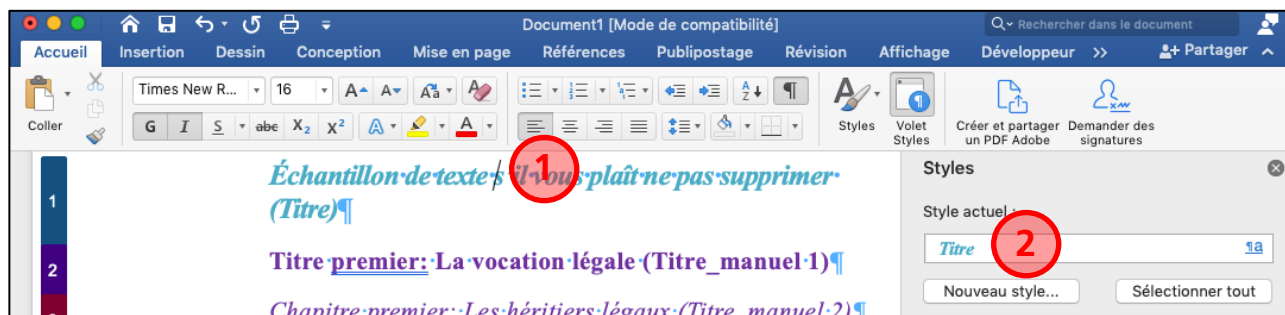 Document1 [Mode de compatibilité]
Rechercher dans le document
Accueil Insertion Dessin Conception Mise en page Références Publipostage Révision Affichage Développeur >> Partager
Times New R... 16 A A Aa A
Coller
G I S abc X2 X² A A
A Z
¶
Styles
Volet Styles
Créer et partager un PDF Adobe
Demander des signatures
1
Échantillon·de·texte·s il·vous·plaît·ne·pas·supprimer·
(Titre)¶
1
2
Titre·premier:·La·vocation·légale·(Titre_manuel·1)¶
Chapitre·premier:·Les·héritiers·légaux·(Titre_manuel·2)¶
Styles
Style actuel :
Titre ¶a
2
Nouveau style... Sélectionner tout